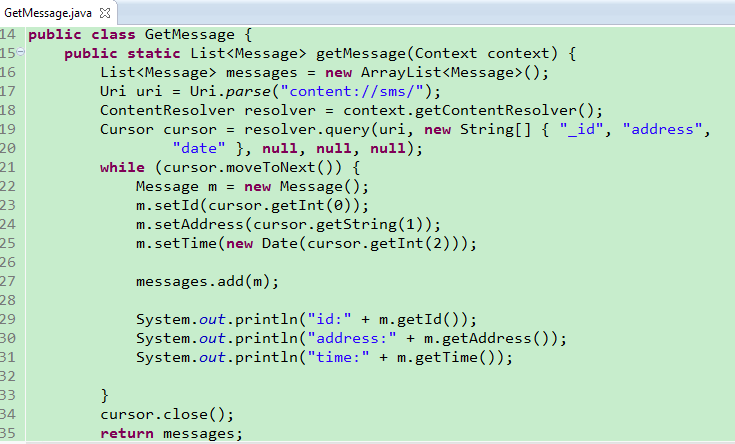 GetMessage.java
14 public class GetMessage {
15 public static List<Message> getMessage(Context context) {
16 List<Message> messages = new ArrayList<Message>();
17 Uri uri = Uri.parse("content://sms/");
18 ContentResolver resolver = context.getContentResolver();
19 Cursor cursor = resolver.query(uri, new String[] { "_id", "address",
20 "date" }, null, null, null);
21 while (cursor.moveToNext()) {
22 Message m = new Message();
23 m.setId(cursor.getInt(0));
24 m.setAddress(cursor.getString(1));
25 m.setTime(new Date(cursor.getInt(2)));
26
27 messages.add(m);
28
29 System.out.println("id:" + m.getId());
30 System.out.println("address:" + m.getAddress());
31 System.out.println("time:" + m.getTime());
32
33 }
34 cursor.close();
35 return messages;